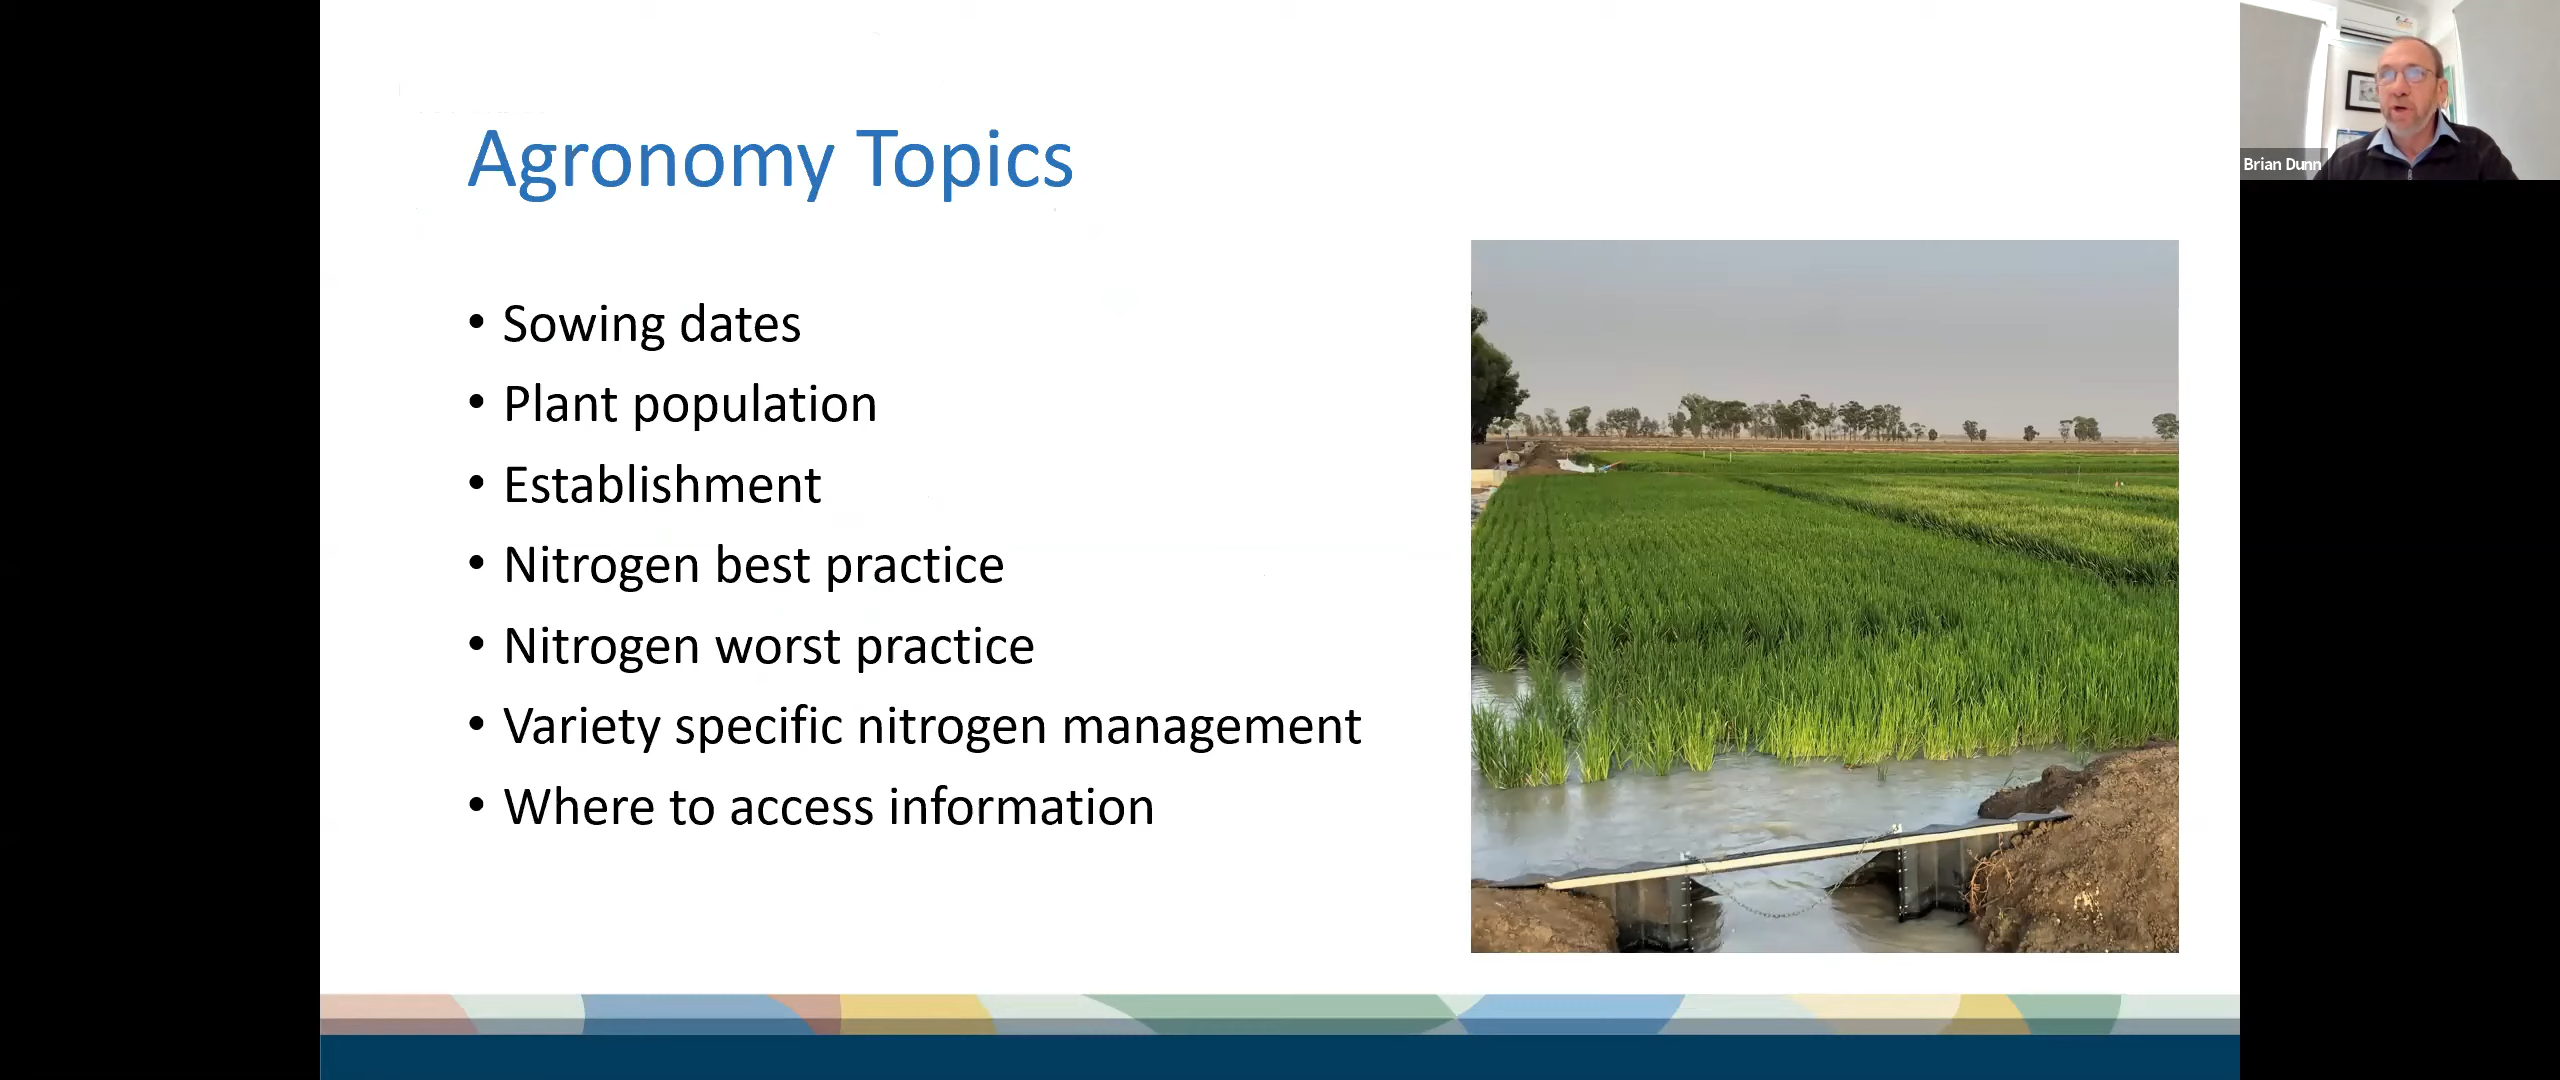 Agronomy Topics
• Sowing dates
• Plant population
• Establishment
• Nitrogen best practice
• Nitrogen worst practice
• Variety specific nitrogen management
• Where to access information
Brian Dunn